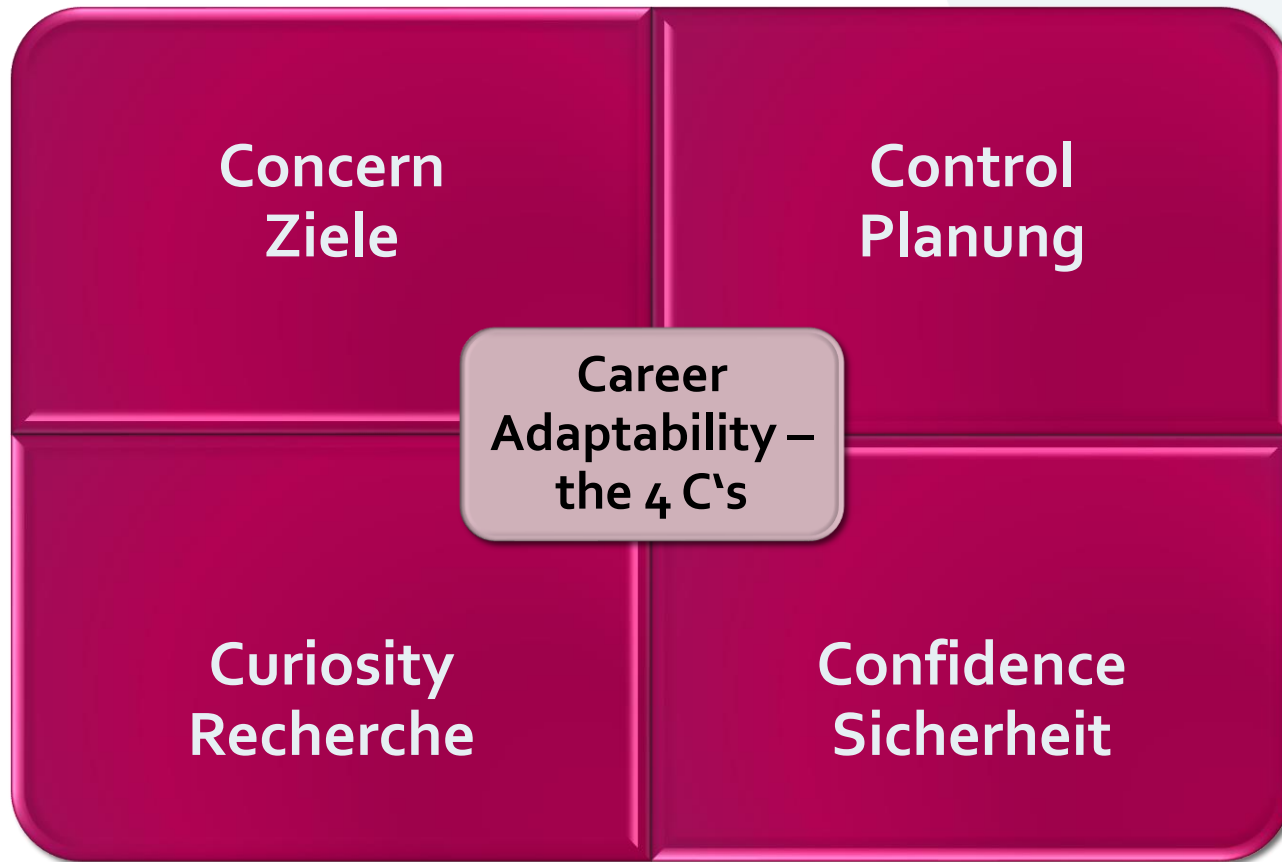 Concern
Ziele
Control
Planung
Career
Adaptability –
the 4 C‘s
Curiosity
Recherche
Confidence
Sicherheit